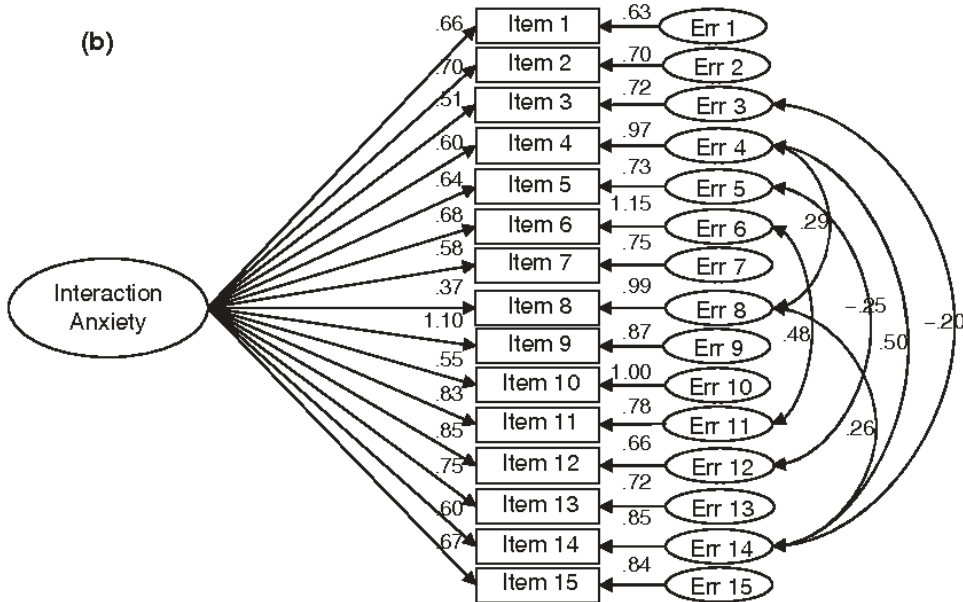 (b)
.66 Item 1 .63 Err 1
.70 Item 2 .70 Err 2
.51 Item 3 .72 Err 3
.60 Item 4 .97 Err 4
.64 Item 5 .73 Err 5
.68 Item 6 1.15 Err 6
.29
.58 Item 7 .75 Err 7
Interaction
Anxiety
.37 Item 8 .99 Err 8
-.25
-.20
.48
.50
1.10 Item 9 .87 Err 9
.55 Item 10 1.00 Err 10
.83 Item 11 .78 Err 11
.26
.85 Item 12 .66 Err 12
.75 Item 13 .72 Err 13
.60 Item 14 .85 Err 14
.67 Item 15 .84 Err 15